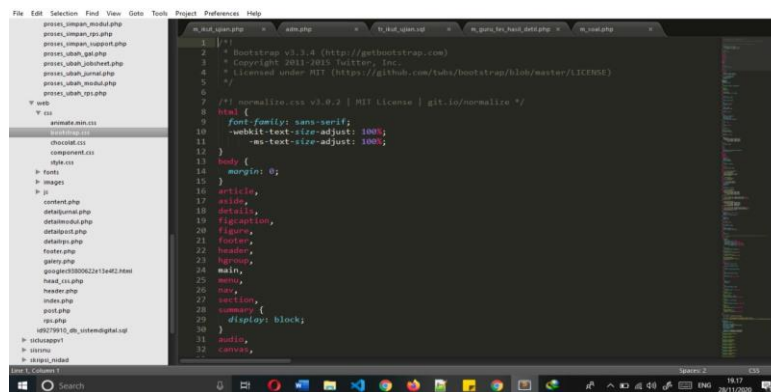 File Edit Selection Find View Goto Tools Project Preferences Help
proses_simpan_modul.php
proses_simpan_rps.php
proses_simpan_support.php
proses_ubah_gal.php
proses_ubah_jobsheet.php
proses_ubah_jurnal.php
proses_ubah_modul.php
proses_ubah_rps.php
web
css
animate.min.css
bootstrap.css
chocolat.css
component.css
style.css
fonts
images
js
content.php
detailjurnal.php
detailmodul.php
detailpost.php
detailrps.php
footer.php
galery.php
head_css.php
header.php
index.php
post.php
rps.php
id9279910_db_sistemdigital.sql
siclusappv1
sisismu
skripsi_nidad
m_ikut_ujian.php
adm.php
tr_ikut_ujian.sql
m_guru_tes_hasil_detil.php
m_soal.php
1 /*!
2 * Bootstrap v3.3.4 (http://getbootstrap.com)
3 * Copyright 2011-2015 Twitter, Inc.
4 * Licensed under MIT (https://github.com/twbs/bootstrap/blob/master/LICENSE)
5 */
6
7 /*! normalize.css v3.0.2 | MIT License | git.io/normalize */
8 html {
9 font-family: sans-serif;
10 -webkit-text-size-adjust: 100%;
11 -ms-text-size-adjust: 100%;
12 }
13 body {
14 margin: 0;
15 }
16 article,
17 aside,
18 details,
19 figcaption,
20 figure,
21 footer,
22 header,
23 hgroup,
24 main,
25 menu,
26 nav,
27 section,
28 summary {
29 display: block;
30 }
31 audio,
32 canvas,
Line 1, Column 1
Spaces: 2
CSS
Search
ENG
19.17
28/11/2020